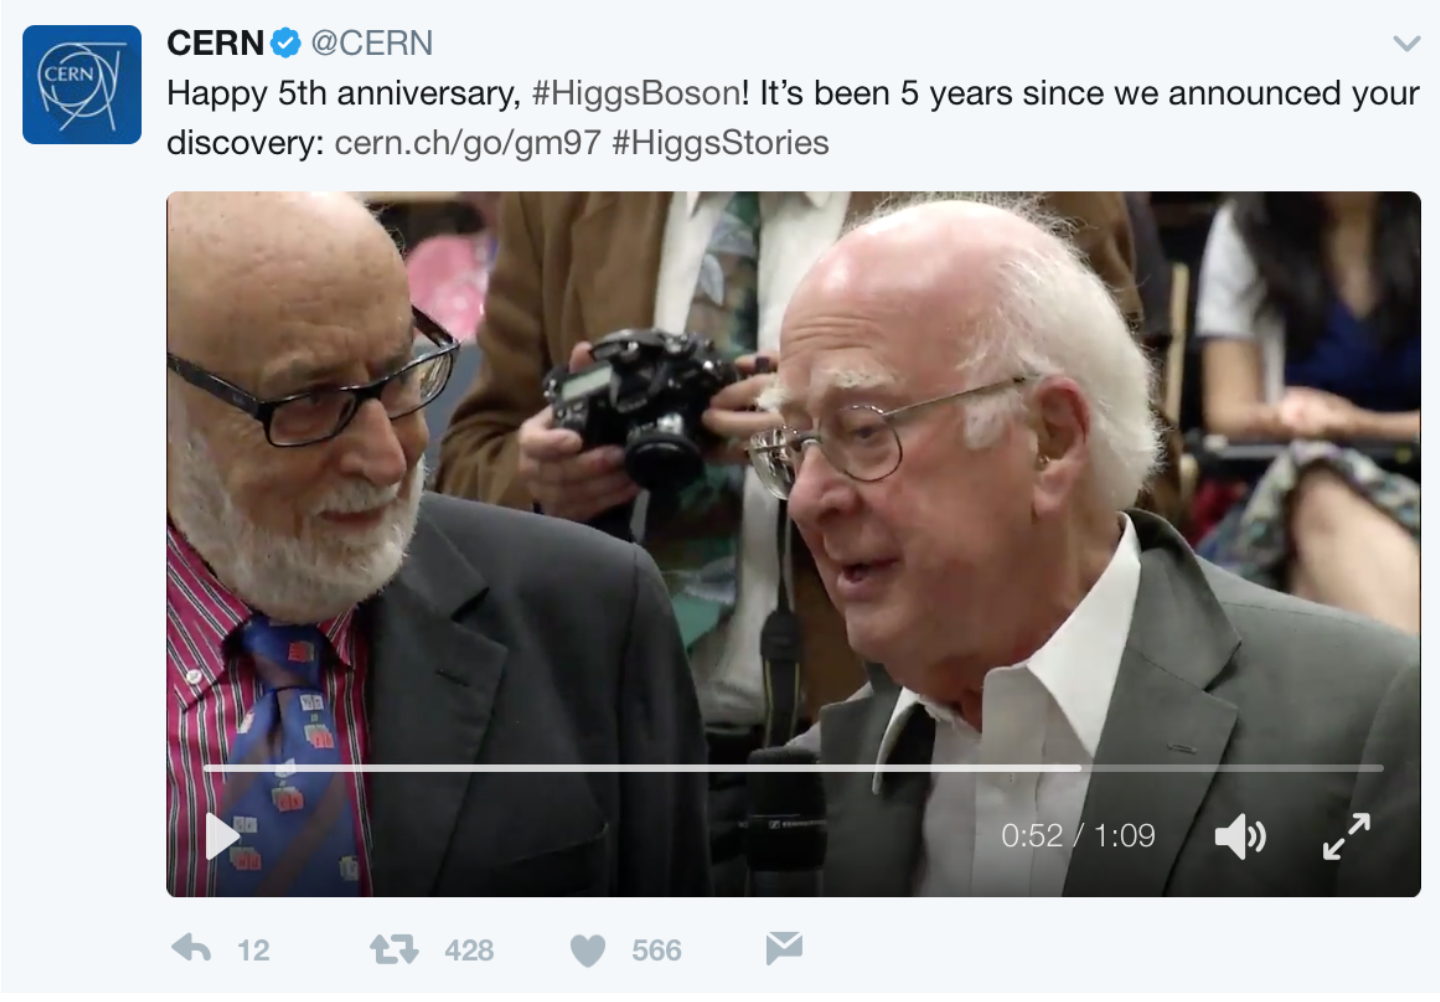 CERN @CERN
Happy 5th anniversary, #HiggsBoson! It’s been 5 years since we announced your
discovery: cern.ch/go/gm97 #HiggsStories
CERN
0:52 / 1:09
12 428 566